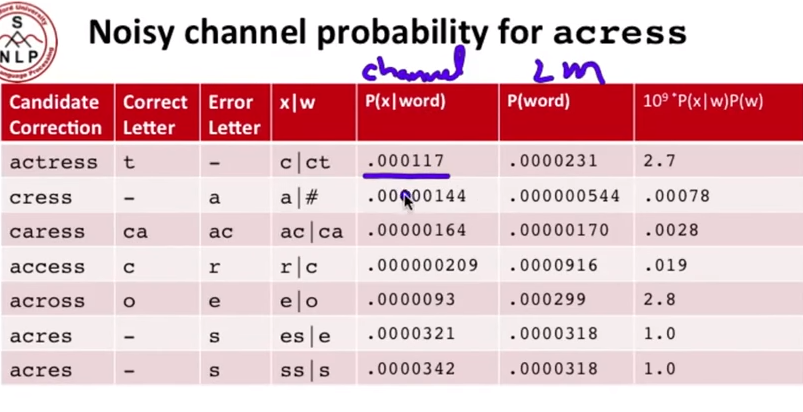 S
NLP
Noisy channel probability for acress
channel
LM
Candidate Correction Correct Letter Error Letter x|w P(x|word) P(word) 10⁹ *P(x|w)P(w)
actress t - c|ct .000117 .0000231 2.7
cress - a a|# .00000144 .000000544 .00078
caress ca ac ac|ca .00000164 .00000170 .0028
access c r r|c .000000209 .0000916 .019
across o e e|o .0000093 .000299 2.8
acres - s es|e .0000321 .0000318 1.0
acres - s ss|s .0000342 .0000318 1.0